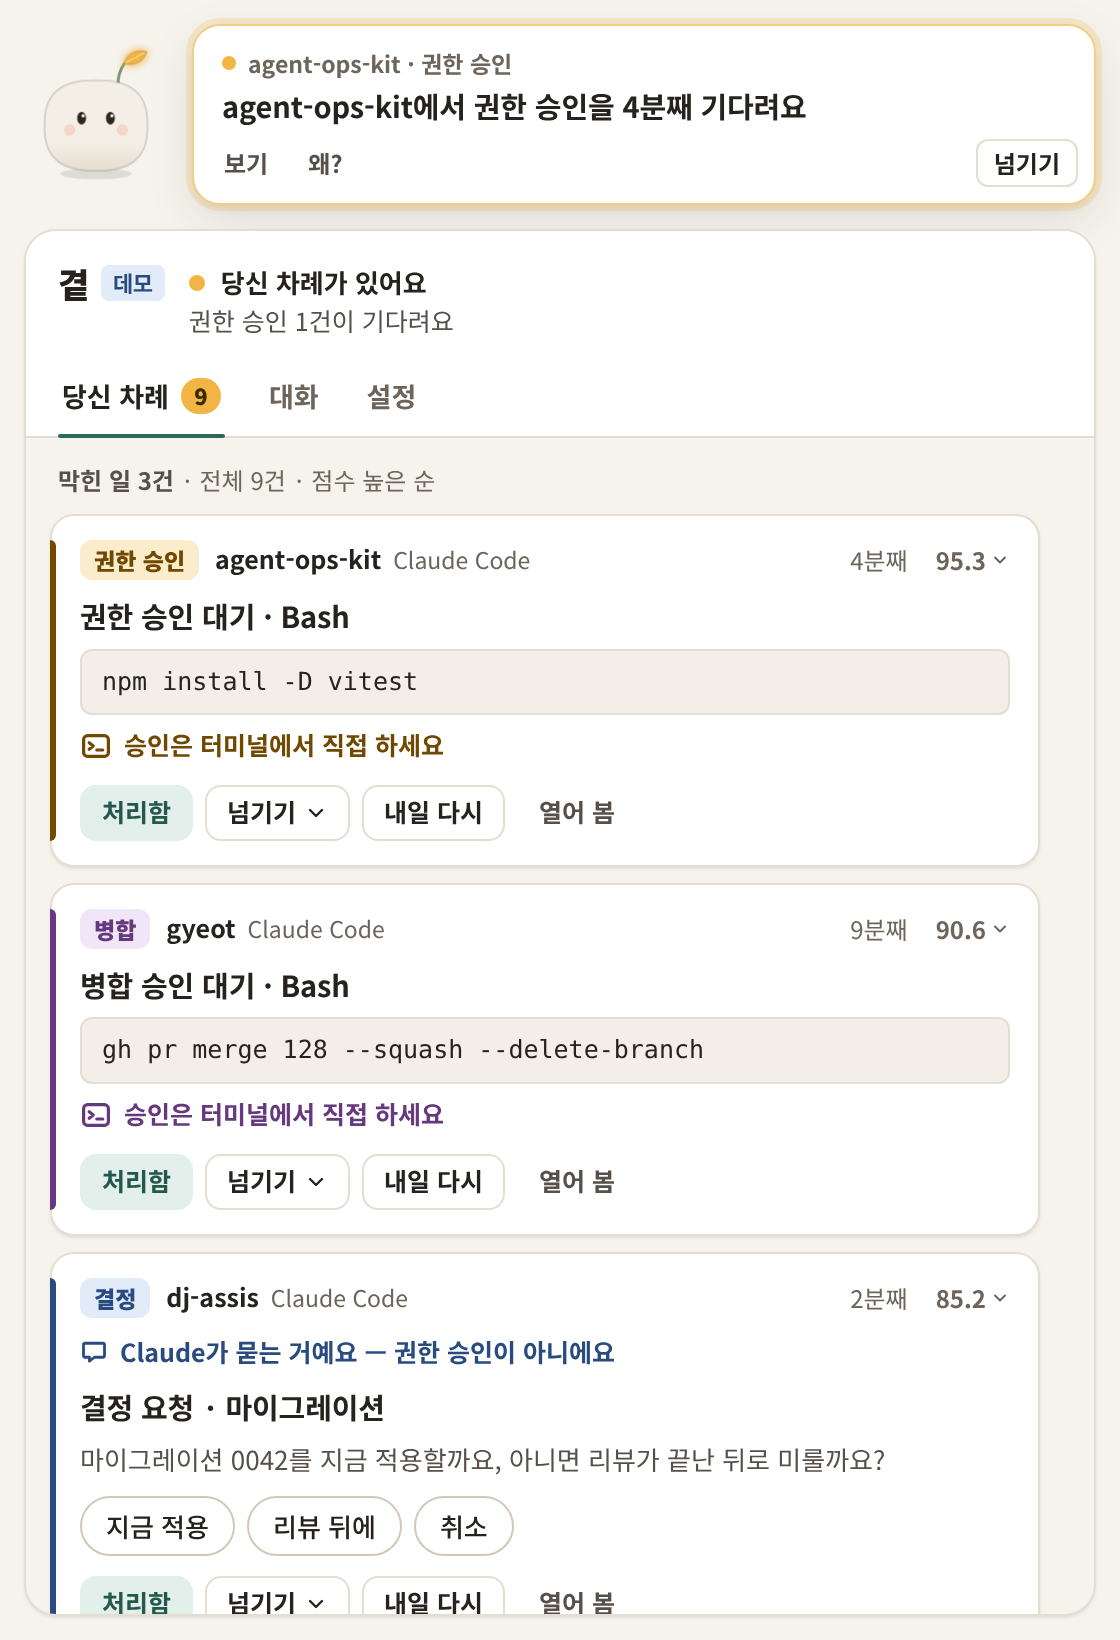 agent-ops-kit · 권한 승인
agent-ops-kit에서 권한 승인을 4분째 기다려요
보기 왜? 넘기기
곁 데모 당신 차례가 있어요
권한 승인 1건이 기다려요
당신 차례 9 대화 설정
막힌 일 3건 · 전체 9건 · 점수 높은 순
권한 승인 agent-ops-kit Claude Code 4분째 95.3
권한 승인 대기 · Bash
npm install -D vitest
승인은 터미널에서 직접 하세요
처리함 넘기기 내일 다시 열어 봄
병합 gyeot Claude Code 9분째 90.6
병합 승인 대기 · Bash
gh pr merge 128 --squash --delete-branch
승인은 터미널에서 직접 하세요
처리함 넘기기 내일 다시 열어 봄
결정 dj-assis Claude Code 2분째 85.2
Claude가 묻는 거예요 — 권한 승인이 아니에요
결정 요청 · 마이그레이션
마이그레이션 0042를 지금 적용할까요, 아니면 리뷰가 끝난 뒤로 미룰까요?
지금 적용 리뷰 뒤에 취소
처리함 넘기기 내일 다시 열어 봄